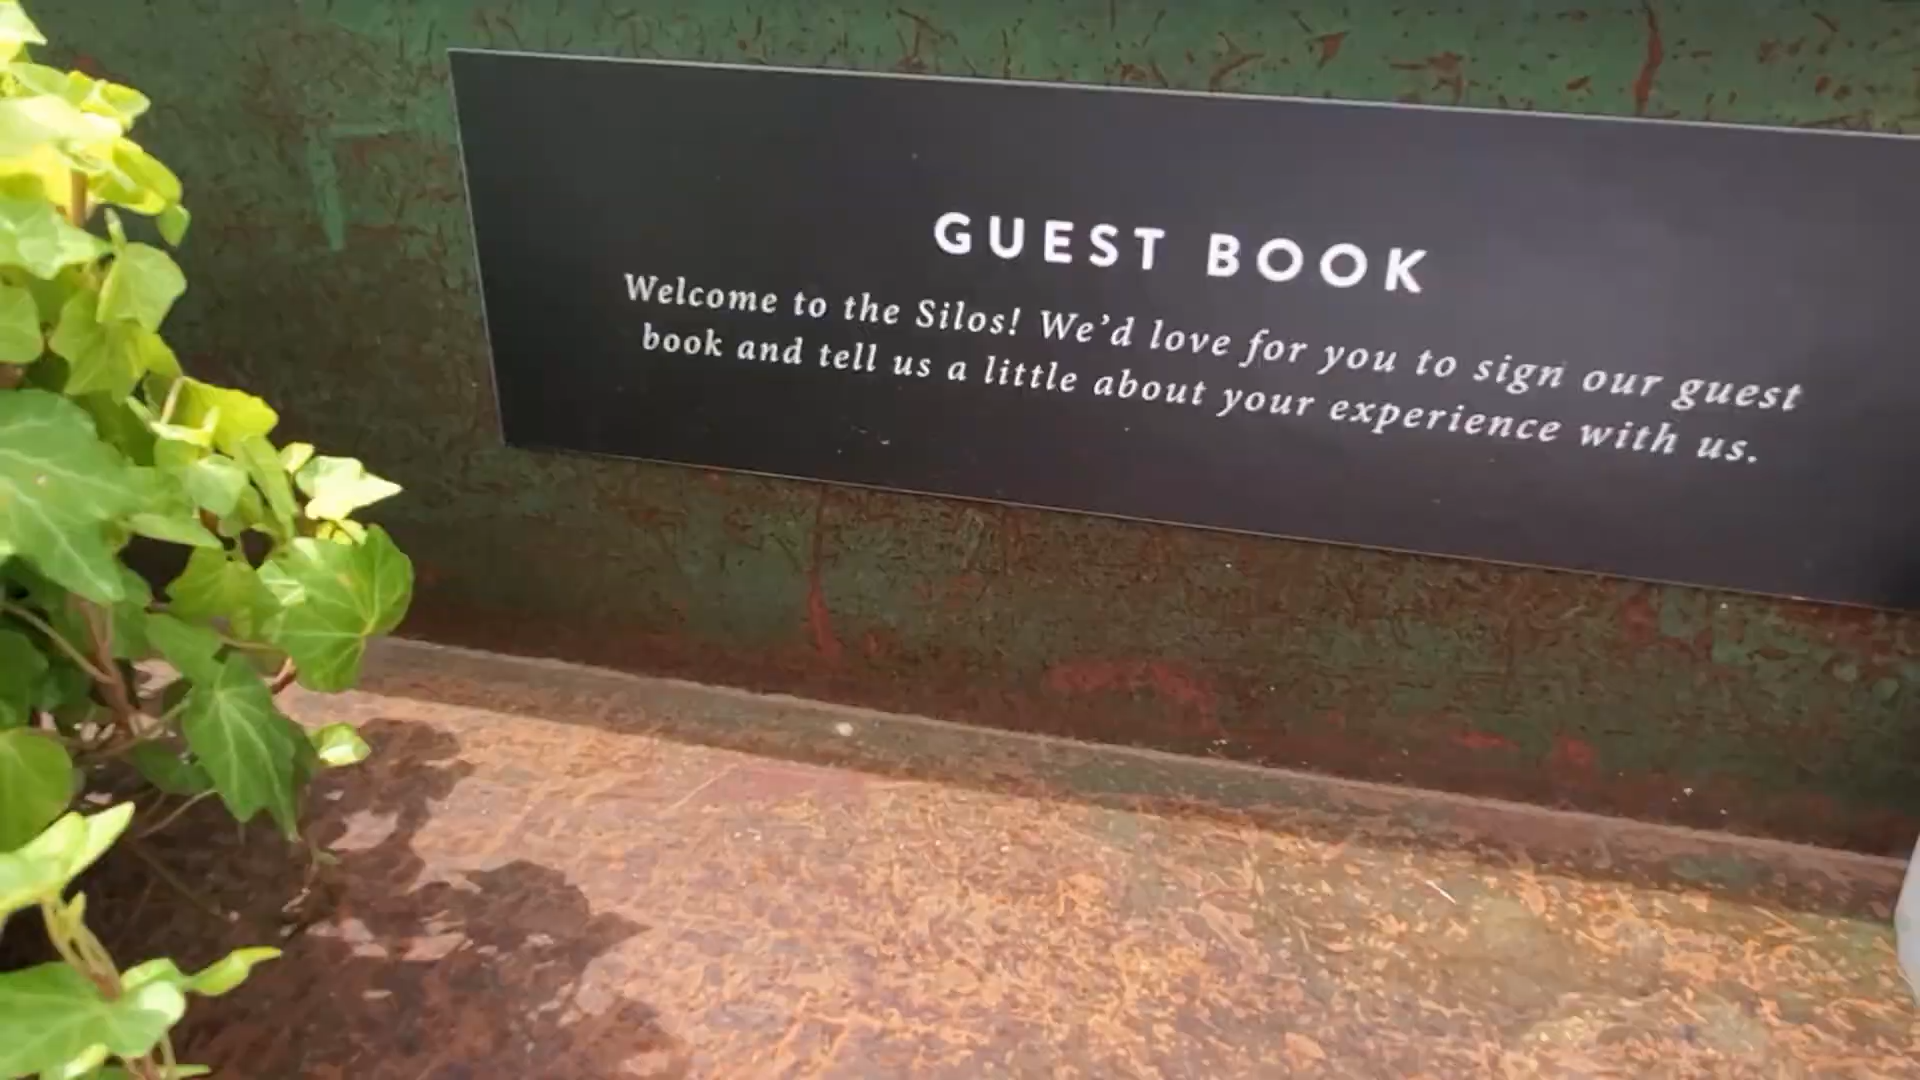 GUEST BOOK
Welcome to the Silos! We’d love for you to sign our guest
book and tell us a little about your experience with us.